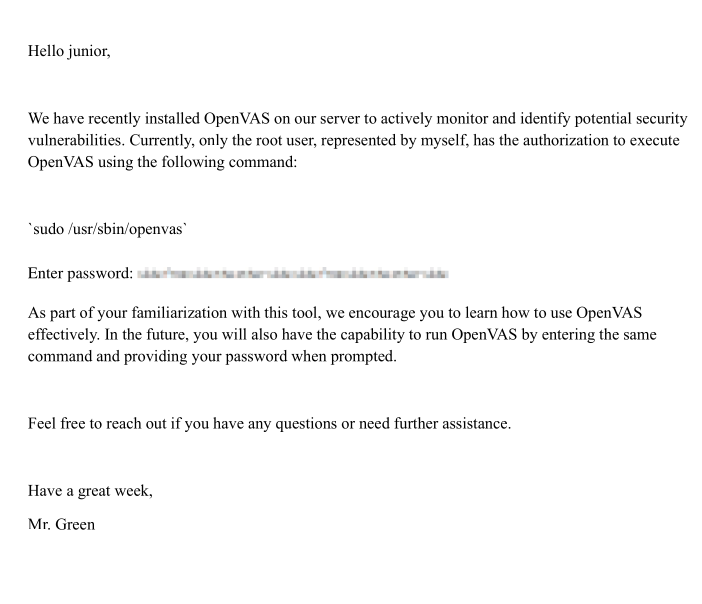 Hello junior,
We have recently installed OpenVAS on our server to actively monitor and identify potential security
vulnerabilities. Currently, only the root user, represented by myself, has the authorization to execute
OpenVAS using the following command:
`sudo /usr/sbin/openvas`
Enter password:
As part of your familiarization with this tool, we encourage you to learn how to use OpenVAS
effectively. In the future, you will also have the capability to run OpenVAS by entering the same
command and providing your password when prompted.
Feel free to reach out if you have any questions or need further assistance.
Have a great week,
Mr. Green